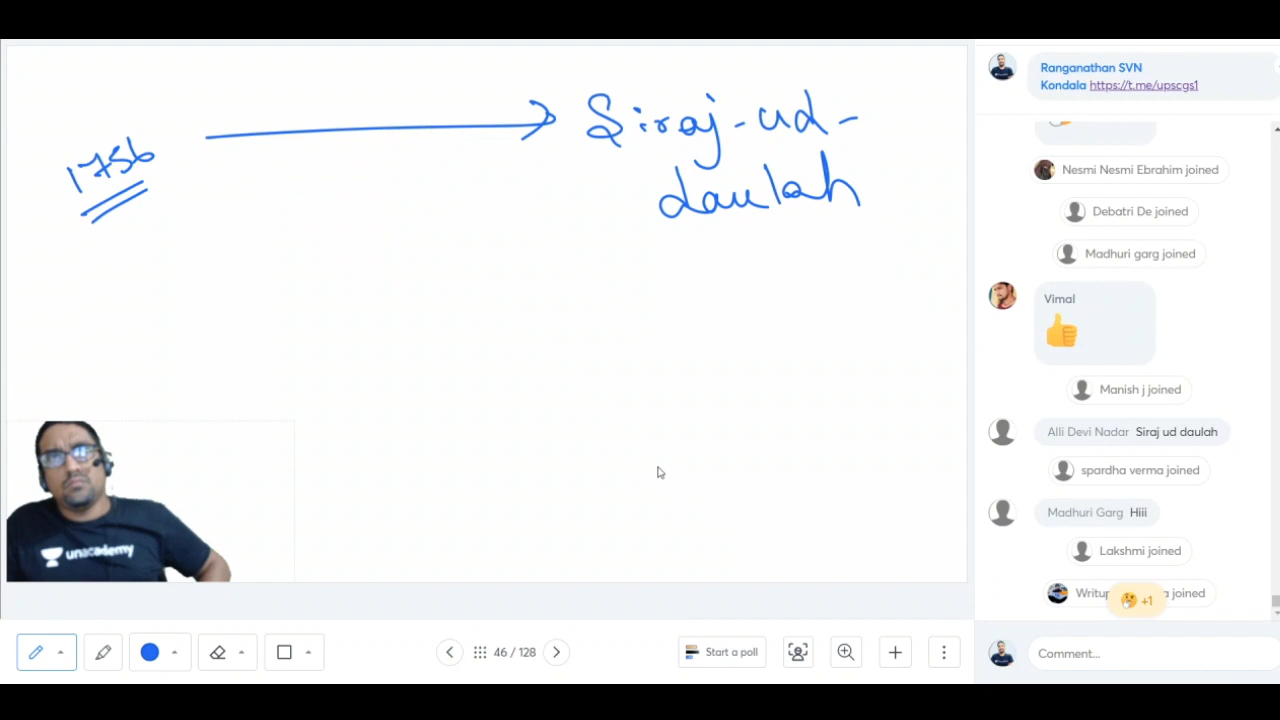 1756
Siraj-ud-
daulah
unacademy
46 / 128
Start a poll
Ranganathan SVN
Kondala https://t.me/upscgs1
Nesmi Nesmi Ebrahim joined
Debatri De joined
Madhuri garg joined
Vimal
Manish j joined
Alli Devi Nadar Siraj ud daulah
spardha verma joined
Madhuri Garg Hiii
Lakshmi joined
+1
joined
Comment...